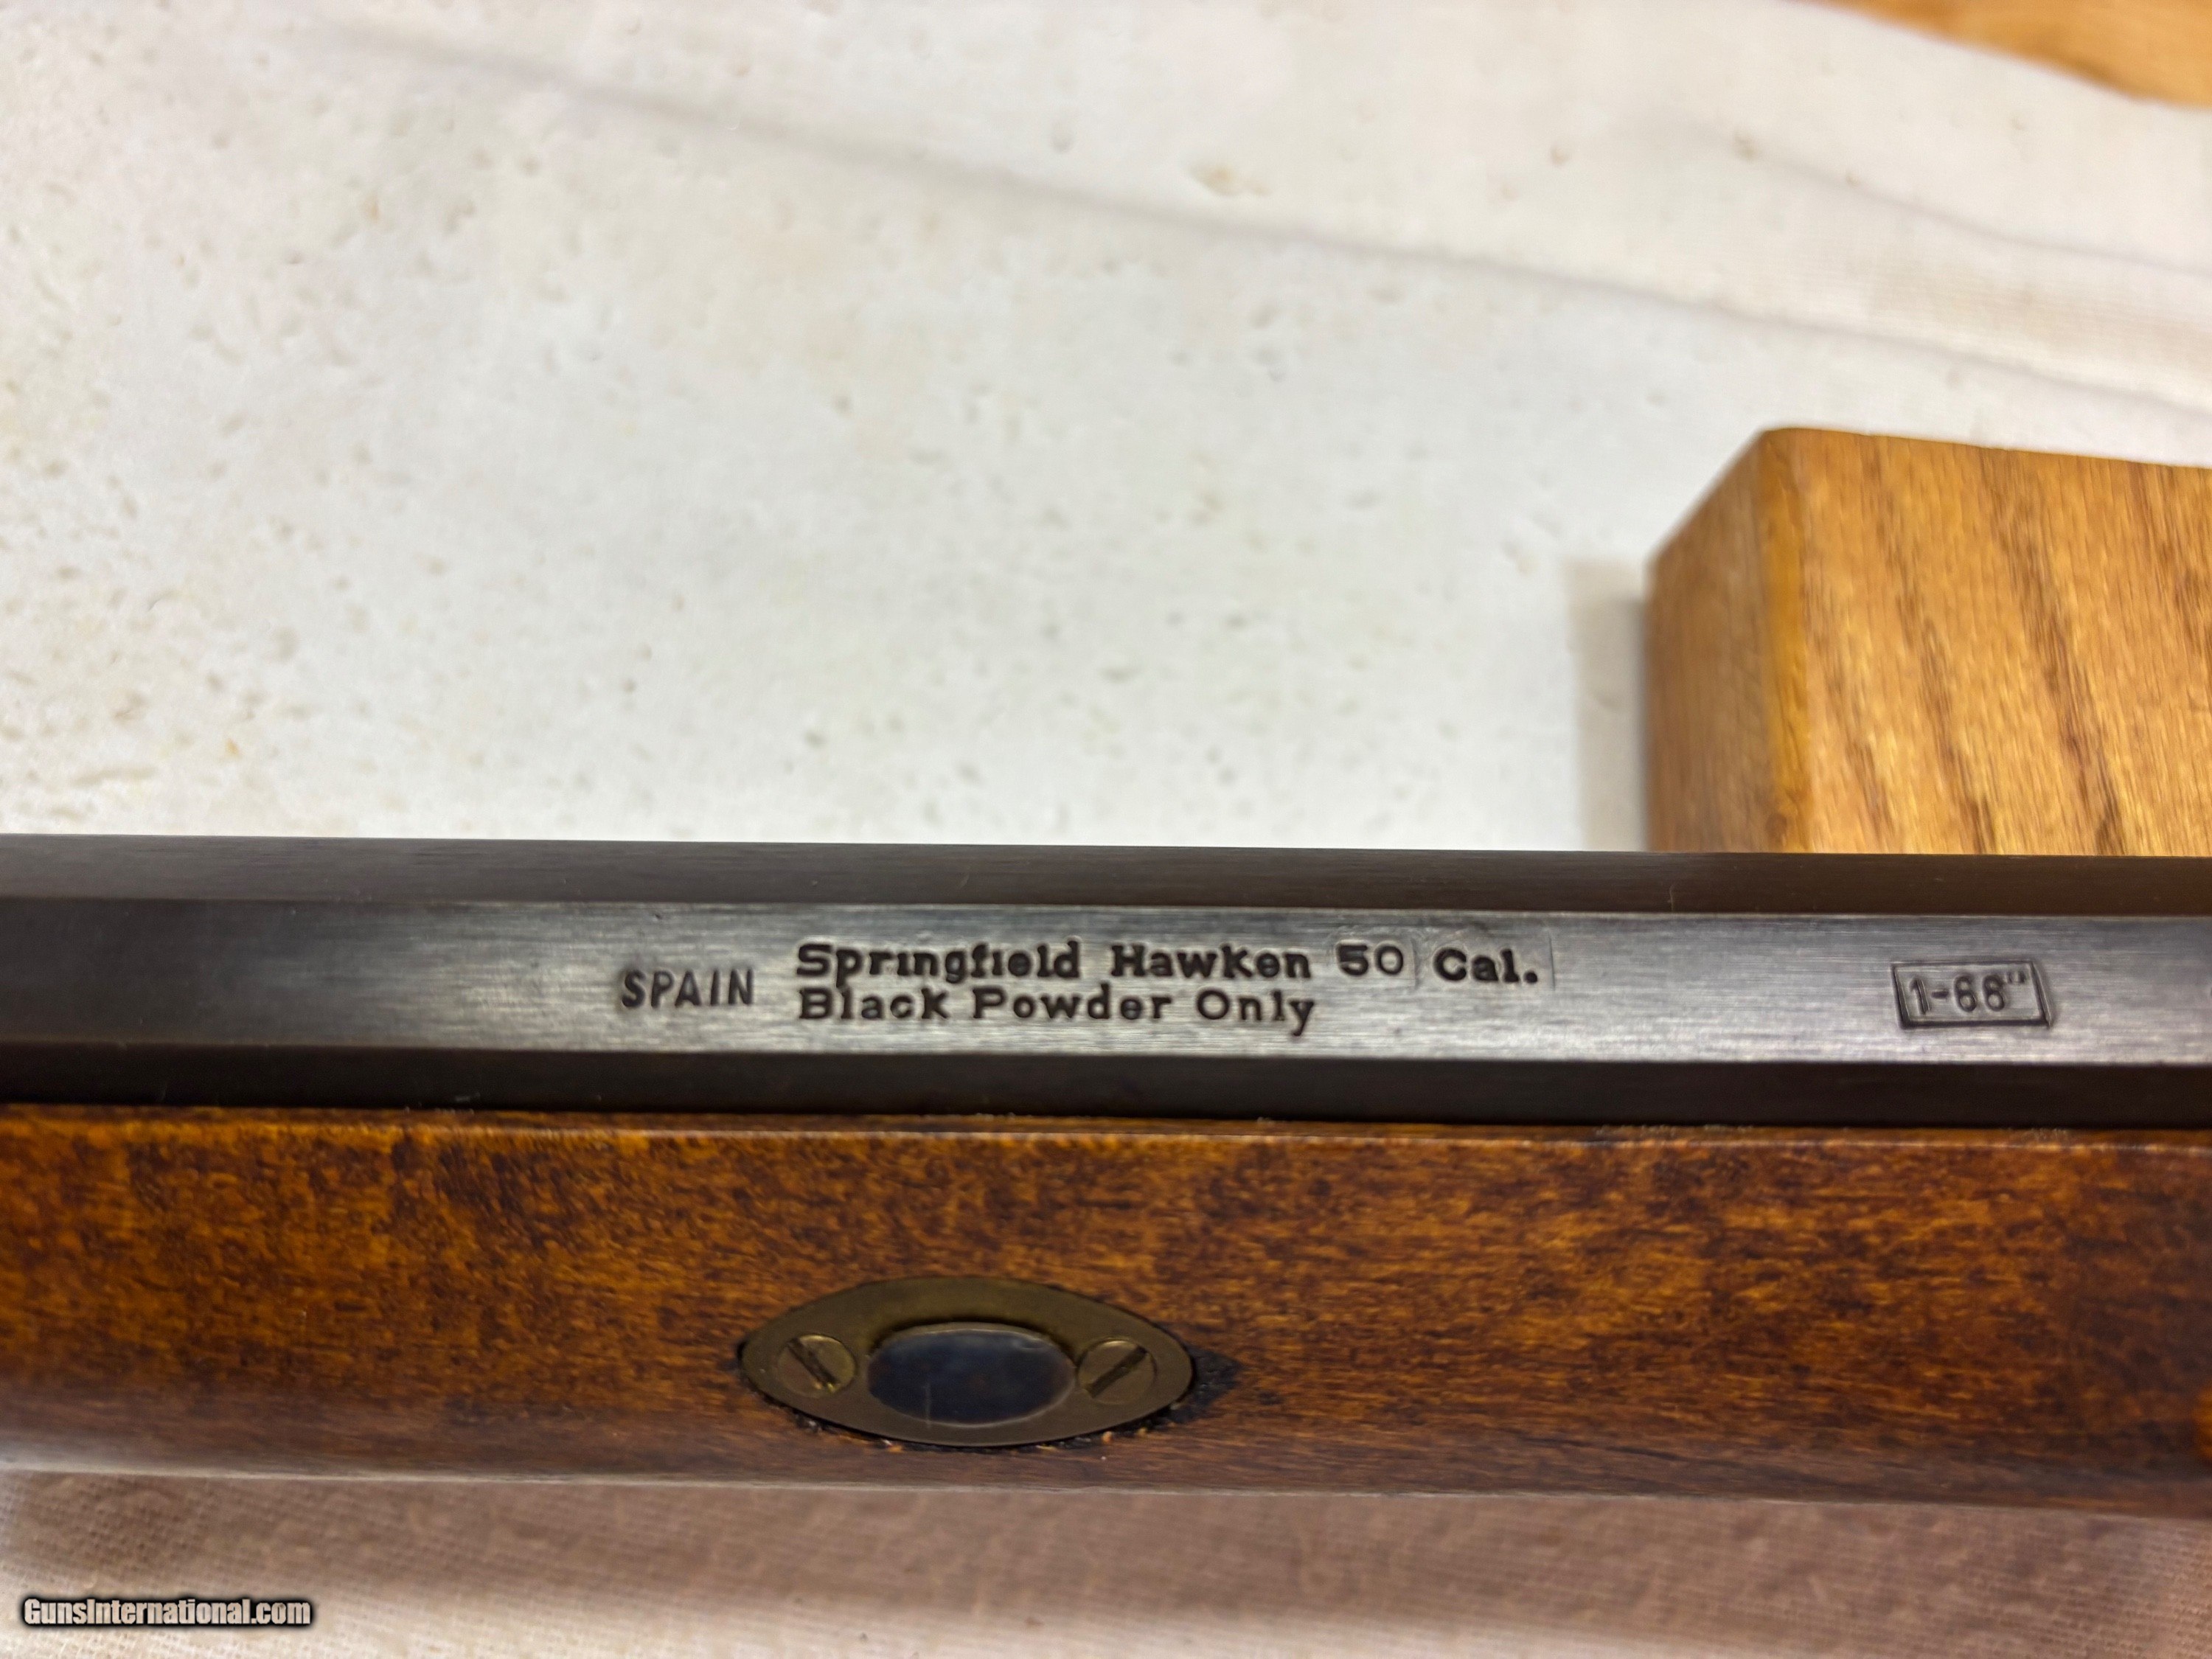 SPAIN
Springfield Hawken 50 Cal.
Black Powder Only
1-66"
GunsInternational.com